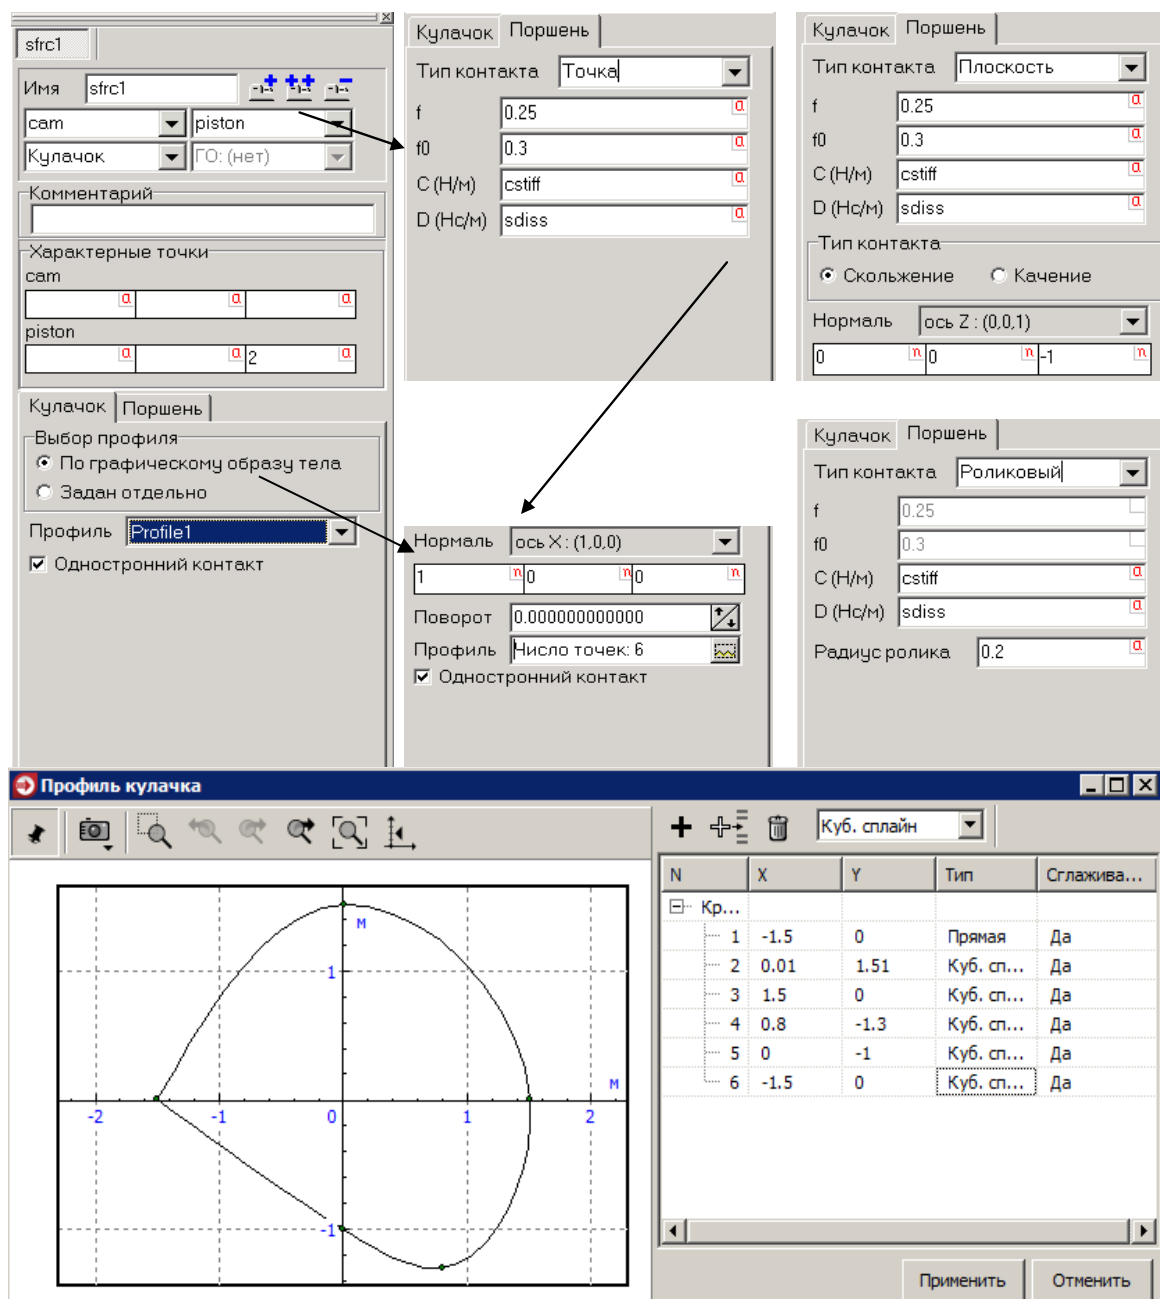 sfrc1
Имя sfrc1
cam piston
Кулачок ГО: (нет)
Комментарий
Характерные точки
cam
piston
2
Кулачок Поршень
Выбор профиля
По графическому образу тела
Задан отдельно
Профиль Profile1
Одностронний контакт
Кулачок Поршень
Тип контакта Точка
f 0.25
f0 0.3
C (Н/м) cstiff
D (Нс/м) sdiss
Нормаль ось X : (1,0,0)
1 n 0 n 0 n
Поворот 0.000000000000
Профиль Число точек: 6
Одностронний контакт
Кулачок Поршень
Тип контакта Плоскость
f 0.25
f0 0.3
C (Н/м) cstiff
D (Нс/м) sdiss
Тип контакта
Скольжение Качение
Нормаль ось Z : (0,0,1)
0 n 0 n -1 n
Кулачок Поршень
Тип контакта Роликовый
f 0.25
f0 0.3
C (Н/м) cstiff
D (Нс/м) sdiss
Радиус ролика 0.2
Профиль кулачка
Куб. сплайн
N X Y Тип Сглажива...
Кр...
1 -1.5 0 Прямая Да
2 0.01 1.51 Куб. сп... Да
3 1.5 0 Куб. сп... Да
4 0.8 -1.3 Куб. сп... Да
5 0 -1 Куб. сп... Да
6 -1.5 0 Куб. сп... Да
м
1
м
-2 -1 0 1 2
-1
Применить Отменить